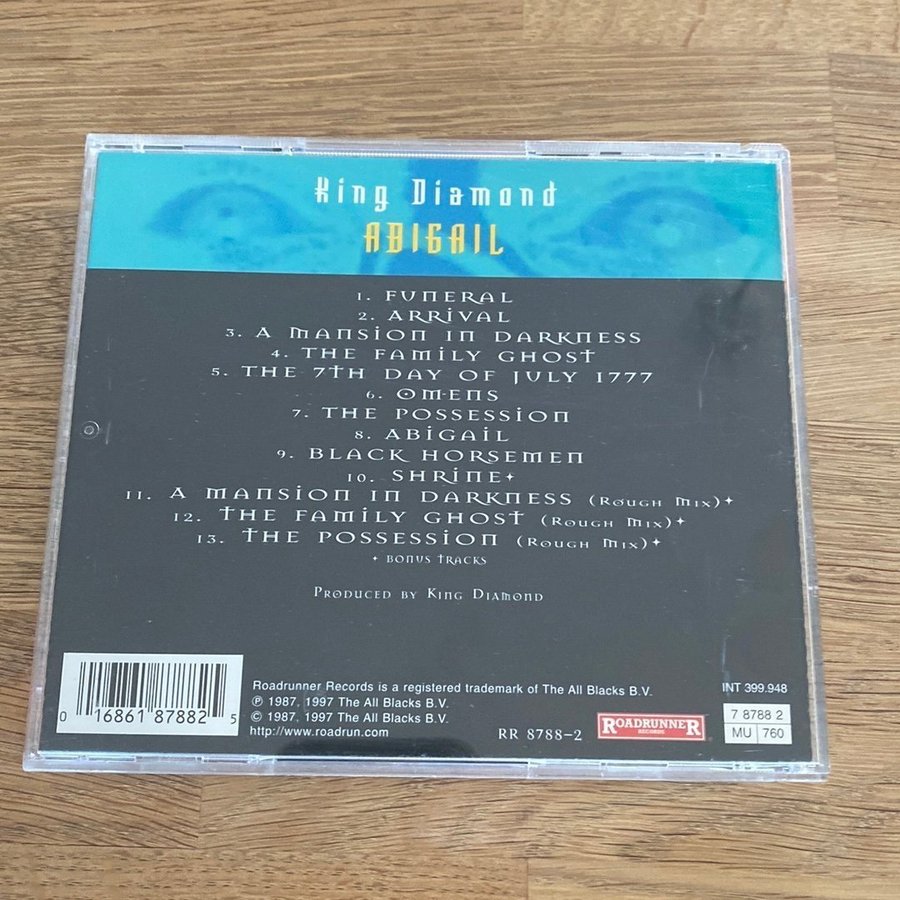 King Diamond
ABIGAIL
1. FUNERAL
2. ARRIVAL
3. A MANSION IN DARKNESS
4. THE FAMILY GHOST
5. THE 7TH DAY OF JULY 1777
6. OMENS
7. THE POSSESSION
8. ABIGAIL
9. BLACK HORSEMEN
10. SHRINE✦
11. A MANSION IN DARKNESS (ROUGH MIX)✦
12. THE FAMILY GHOST (ROUGH MIX)✦
13. THE POSSESSION (ROUGH MIX)✦
✦ BONUS TRACKS
PRODUCED BY KING DIAMOND
0 16861 87882 5
Roadrunner Records is a registered trademark of The All Blacks B.V.
℗ 1987, 1997 The All Blacks B.V.
© 1987, 1997 The All Blacks B.V.
http://www.roadrun.com
RR 8788-2
ROADRUNNER
RECORDS
INT 399.948
7 8788 2
MU 760